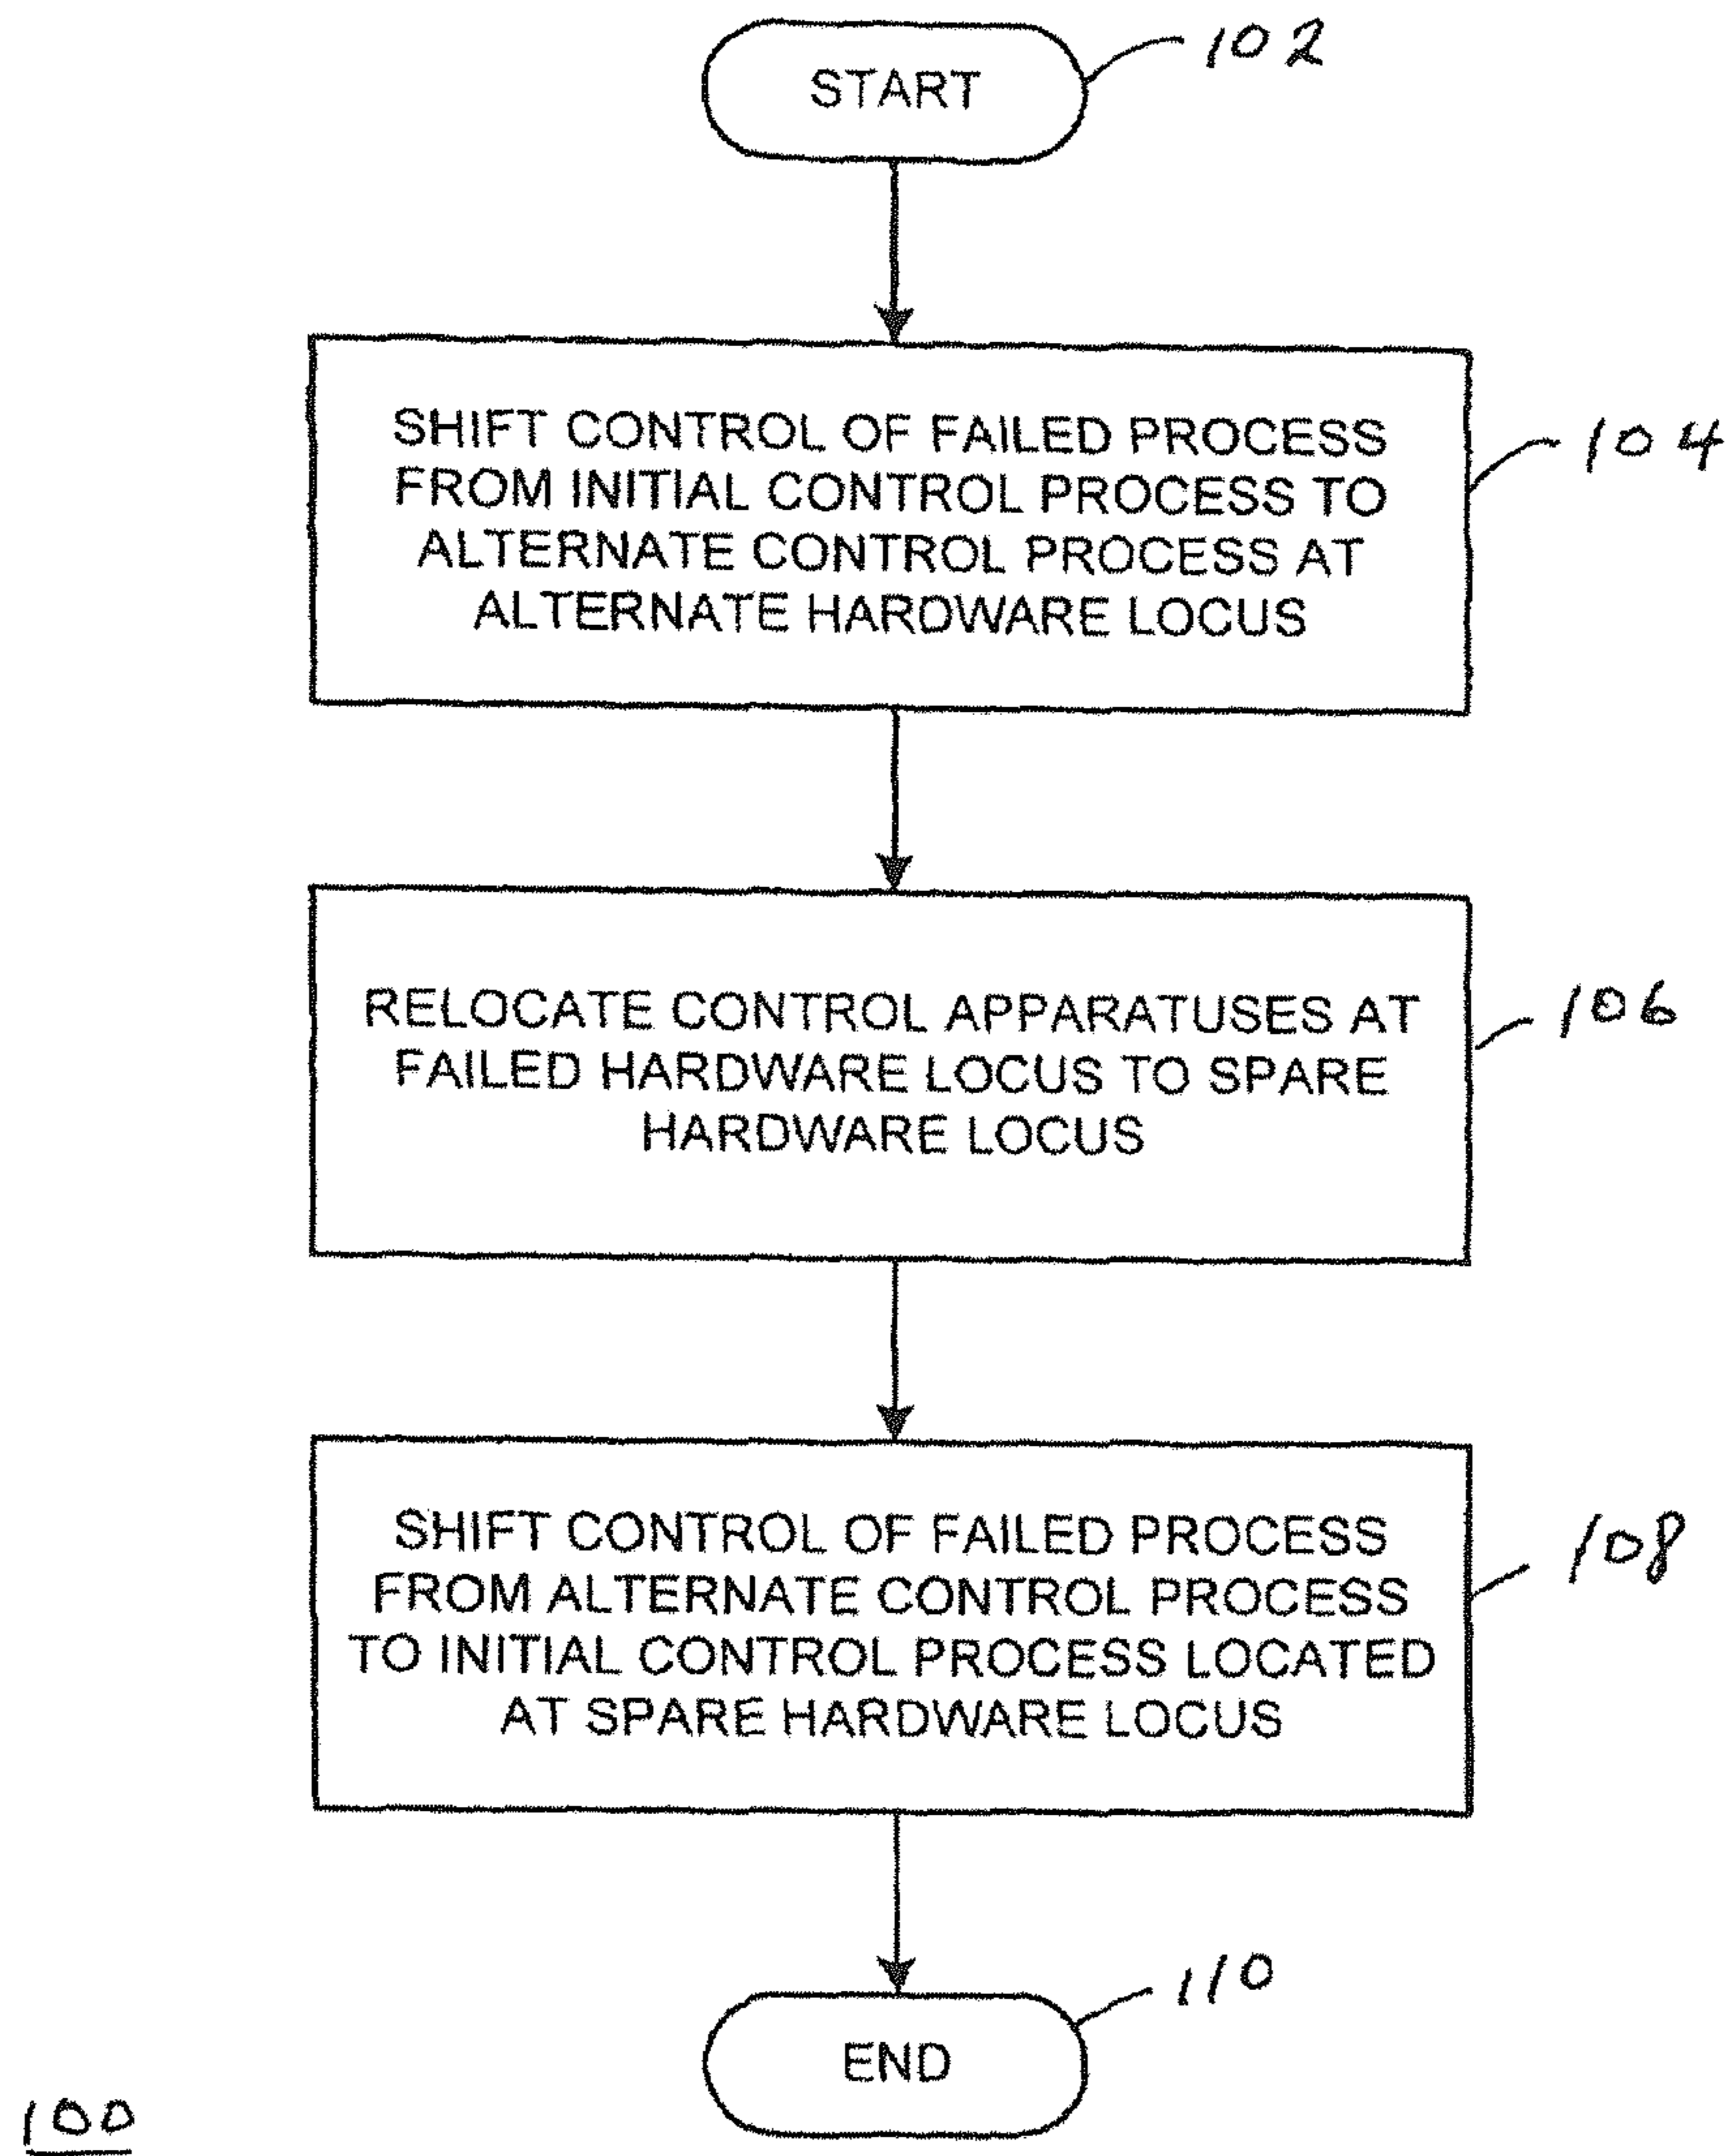 START
102
SHIFT CONTROL OF FAILED PROCESS
FROM INITIAL CONTROL PROCESS TO
ALTERNATE CONTROL PROCESS AT
ALTERNATE HARDWARE LOCUS
104
RELOCATE CONTROL APPARATUSES AT
FAILED HARDWARE LOCUS TO SPARE
HARDWARE LOCUS
106
SHIFT CONTROL OF FAILED PROCESS
FROM ALTERNATE CONTROL PROCESS
TO INITIAL CONTROL PROCESS LOCATED
AT SPARE HARDWARE LOCUS
108
END
110
100